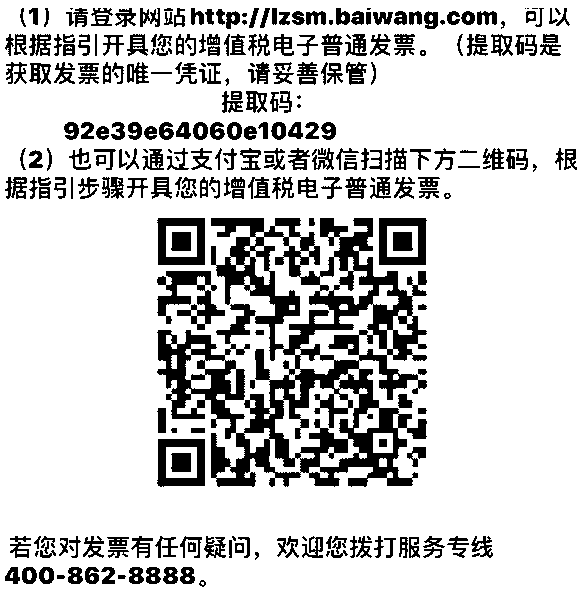 （1）请登录网站http://lzsm.baiwang.com，可以
根据指引开具您的增值税电子普通发票。（提取码是
获取发票的唯一凭证，请妥善保管）
提取码：
92e39e64060e10429
（2）也可以通过支付宝或者微信扫描下方二维码，根
据指引步骤开具您的增值税电子普通发票。
若您对发票有任何疑问，欢迎您拨打服务专线
400-862-8888。